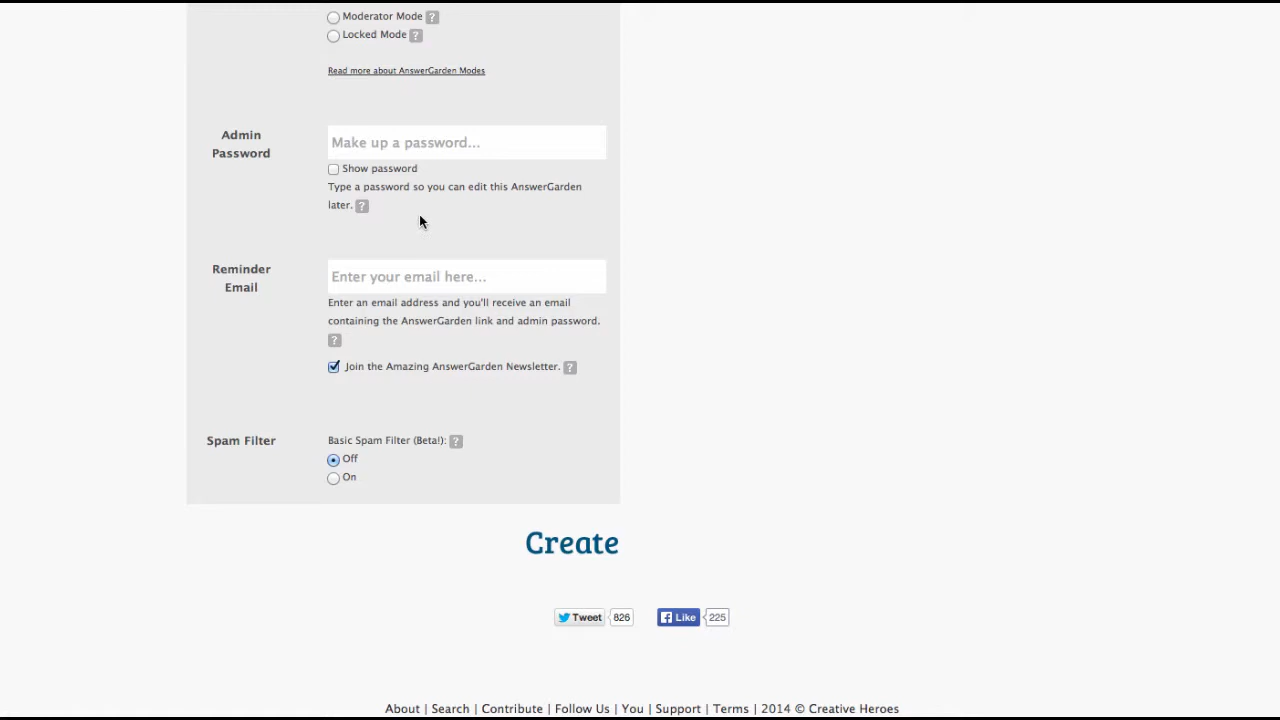 Moderator Mode ?
Locked Mode ?
Read more about AnswerGarden Modes
Admin
Password
Make up a password...
Show password
Type a password so you can edit this AnswerGarden
later. ?
Reminder
Email
Enter your email here...
Enter an email address and you'll receive an email
containing the AnswerGarden link and admin password.
?
Join the Amazing AnswerGarden Newsletter. ?
Spam Filter
Basic Spam Filter (Beta!): ?
Off
On
Create
Tweet 826
Like 225
About | Search | Contribute | Follow Us | You | Support | Terms | 2014 © Creative Heroes